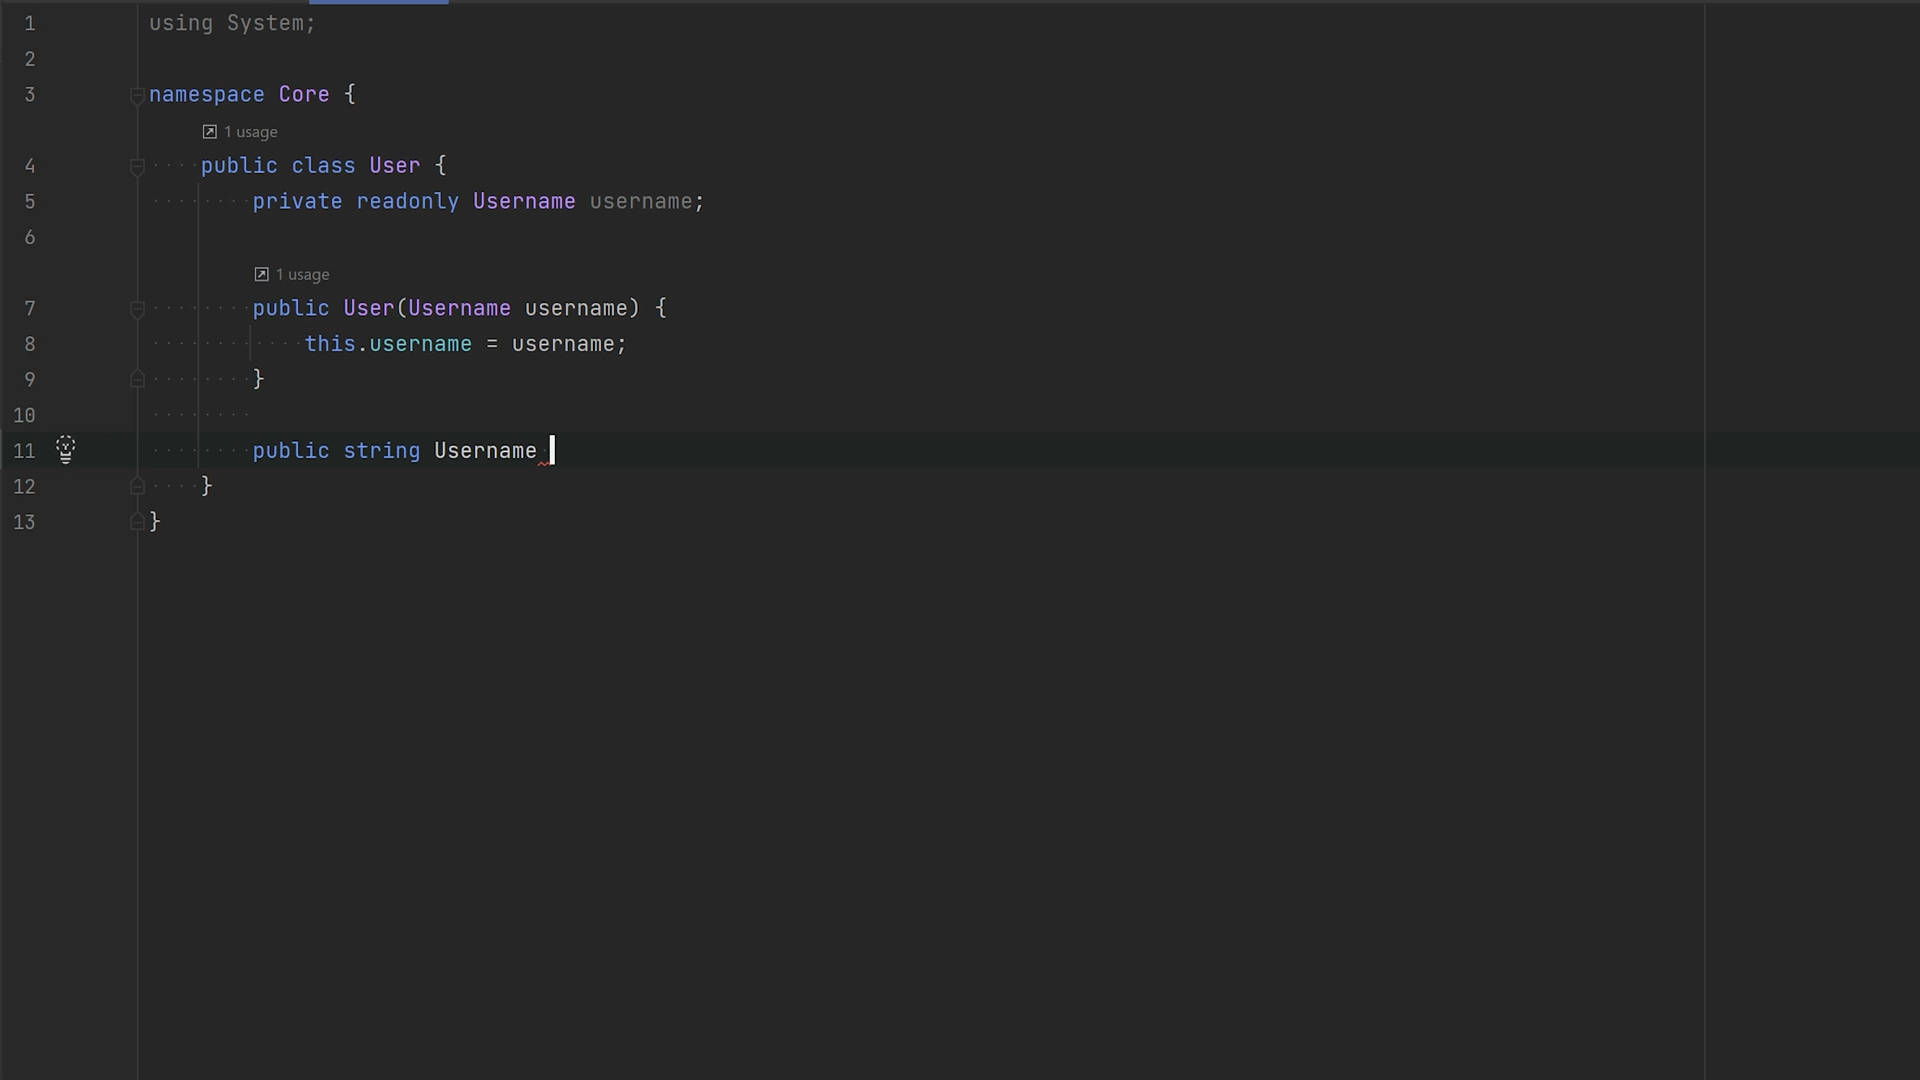 1 using System;
2
3 namespace Core {
1 usage
4 public class User {
5 private readonly Username username;
6
1 usage
7 public User(Username username) {
8 this.username = username;
9 }
10
11 public string Username
12 }
13 }